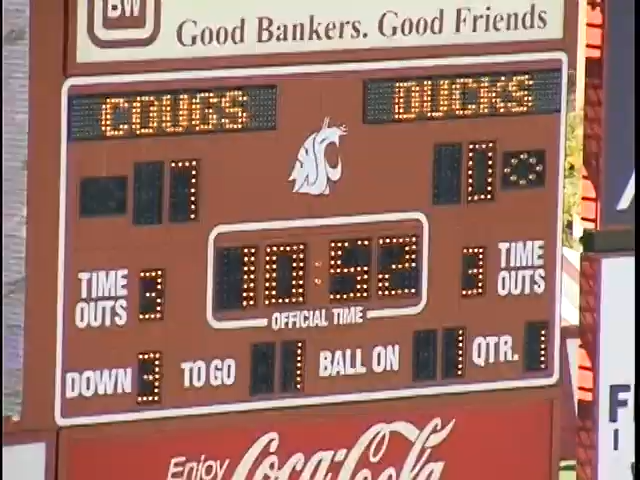 BW
Good Bankers. Good Friends
COUGS DUCKS
7 0
10:52
TIME OUTS 3 3 TIME OUTS
OFFICIAL TIME
DOWN 3 TO GO 1 BALL ON 1 QTR. 1
Enjoy
Coca-Cola